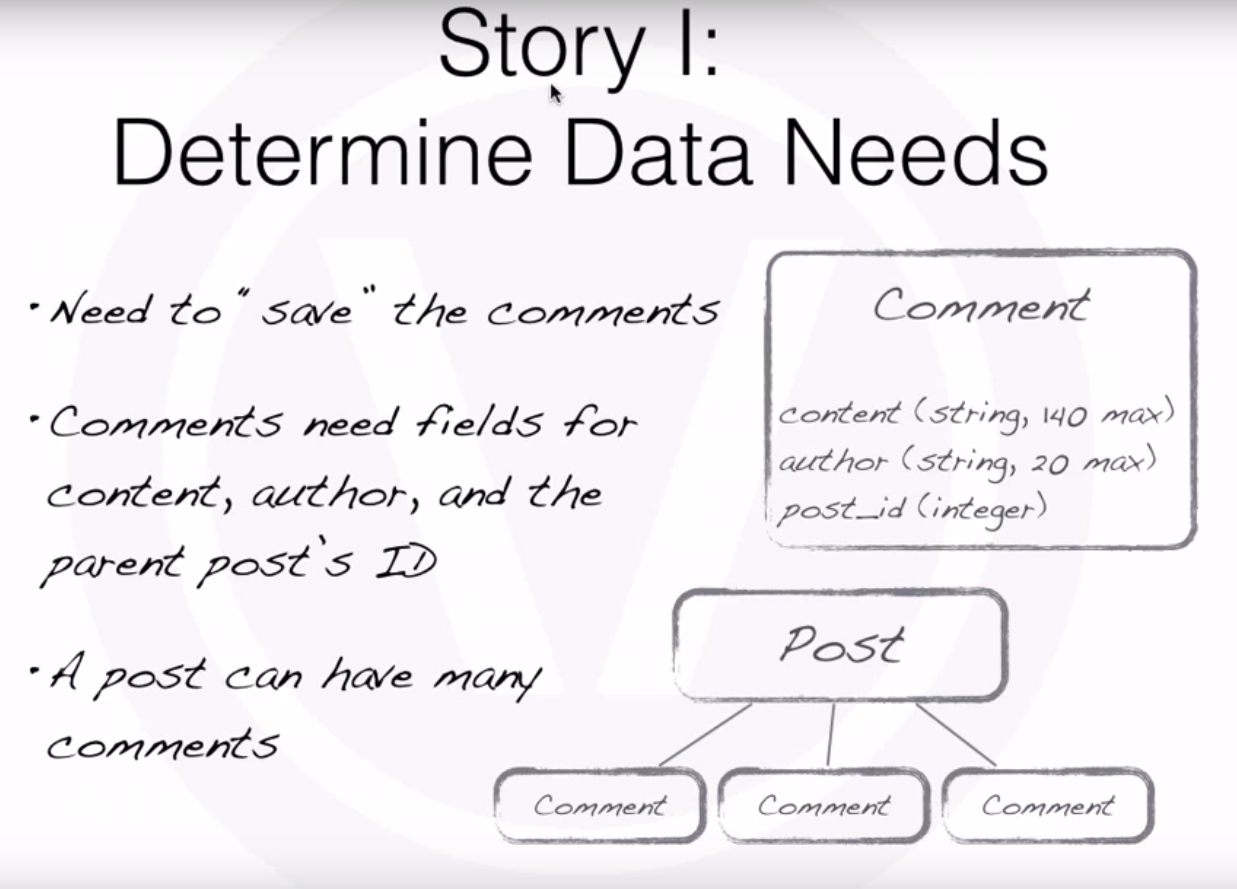 Story I:
Determine Data Needs
· Need to "save" the comments
· Comments need fields for
content, author, and the
parent post's ID
· A post can have many
comments
Comment
content (string, 140 max)
author (string, 20 max)
post_id (integer)
Post
Comment
Comment
Comment